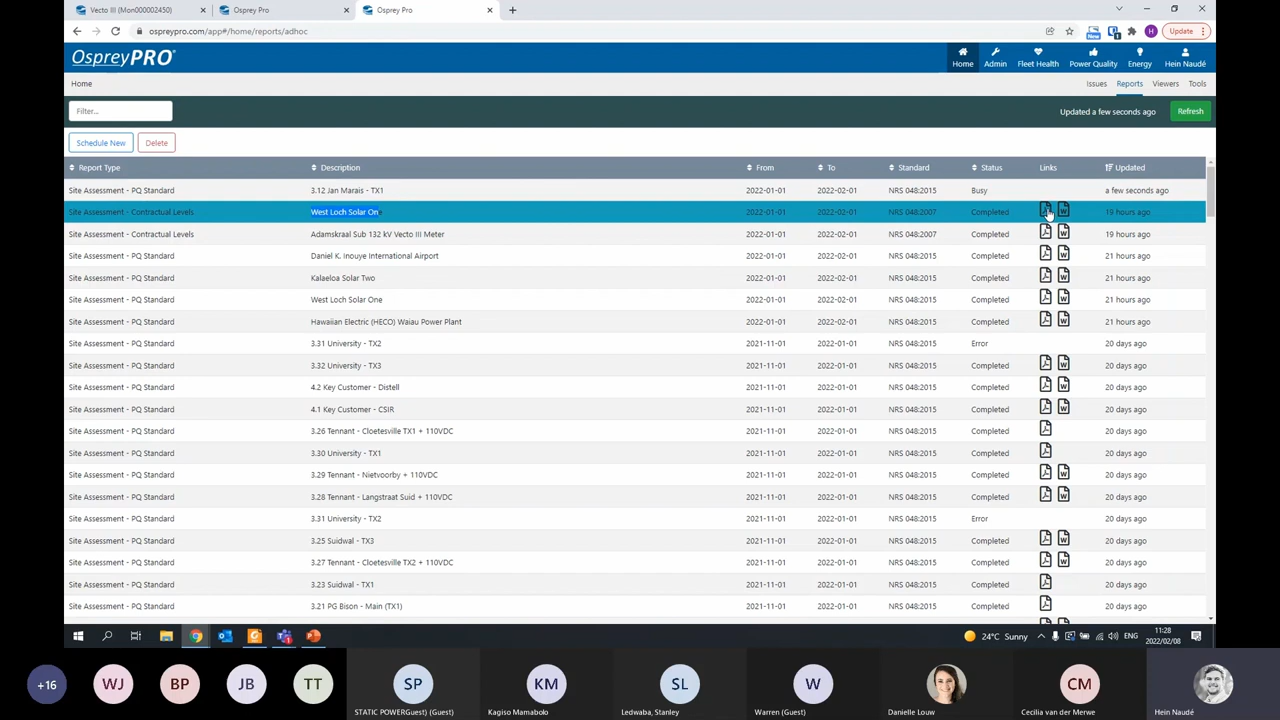 Vecto III (Mon000002450)
Osprey Pro
Osprey Pro
ospreypro.com/app#/home/reports/adhoc
New
Update
OspreyPRO
Home Admin Fleet Health Power Quality Energy Hein Naudé
Home Issues Reports Viewers Tools
Filter... Updated a few seconds ago Refresh
Schedule New Delete
Report Type Description From To Standard Status Links Updated
Site Assessment - PQ Standard 3.12 Jan Marais - TX1 2022-01-01 2022-02-01 NRS 048:2015 Busy a few seconds ago
Site Assessment - Contractual Levels West Loch Solar One 2022-01-01 2022-02-01 NRS 048:2007 Completed 19 hours ago
Site Assessment - Contractual Levels Adamskraal Sub 132 kV Vecto III Meter 2022-01-01 2022-02-01 NRS 048:2007 Completed 19 hours ago
Site Assessment - PQ Standard Daniel K. Inouye International Airport 2022-01-01 2022-02-01 NRS 048:2015 Completed 21 hours ago
Site Assessment - PQ Standard Kalaeloa Solar Two 2022-01-01 2022-02-01 NRS 048:2015 Completed 21 hours ago
Site Assessment - PQ Standard West Loch Solar One 2022-01-01 2022-02-01 NRS 048:2015 Completed 21 hours ago
Site Assessment - PQ Standard Hawaiian Electric (HECO) Waiau Power Plant 2022-01-01 2022-02-01 NRS 048:2015 Completed 21 hours ago
Site Assessment - PQ Standard 3.31 University - TX2 2021-11-01 2022-01-01 NRS 048:2015 Error 20 days ago
Site Assessment - PQ Standard 3.32 University - TX3 2021-11-01 2022-01-01 NRS 048:2015 Completed 20 days ago
Site Assessment - PQ Standard 4.2 Key Customer - Distell 2021-11-01 2022-01-01 NRS 048:2015 Completed 20 days ago
Site Assessment - PQ Standard 4.1 Key Customer - CSIR 2021-11-01 2022-01-01 NRS 048:2015 Completed 20 days ago
Site Assessment - PQ Standard 3.26 Tennant - Cloetesville TX1 + 110VDC 2021-11-01 2022-01-01 NRS 048:2015 Completed 20 days ago
Site Assessment - PQ Standard 3.30 University - TX1 2021-11-01 2022-01-01 NRS 048:2015 Completed 20 days ago
Site Assessment - PQ Standard 3.29 Tennant - Nietvoorby + 110VDC 2021-11-01 2022-01-01 NRS 048:2015 Completed 20 days ago
Site Assessment - PQ Standard 3.28 Tennant - Langstraat Suid + 110VDC 2021-11-01 2022-01-01 NRS 048:2015 Completed 20 days ago
Site Assessment - PQ Standard 3.31 University - TX2 2021-11-01 2022-01-01 NRS 048:2015 Error 20 days ago
Site Assessment - PQ Standard 3.25 Suidwal - TX3 2021-11-01 2022-01-01 NRS 048:2015 Completed 20 days ago
Site Assessment - PQ Standard 3.27 Tennant - Cloetesville TX2 + 110VDC 2021-11-01 2022-01-01 NRS 048:2015 Completed 20 days ago
Site Assessment - PQ Standard 3.23 Suidwal - TX1 2021-11-01 2022-01-01 NRS 048:2015 Completed 20 days ago
Site Assessment - PQ Standard 3.21 PG Bison - Main (TX1) 2021-11-01 2022-01-01 NRS 048:2015 Completed 20 days ago
24°C Sunny ENG 11:28
2022/02/08
+16 WJ BP JB TT SP KM SL W CM
STATIC POWERGuest) (Guest) Kagiso Mamabolo Ledwaba, Stanley Warren (Guest) Danielle Louw Cecilia van der Merwe Hein Naudé